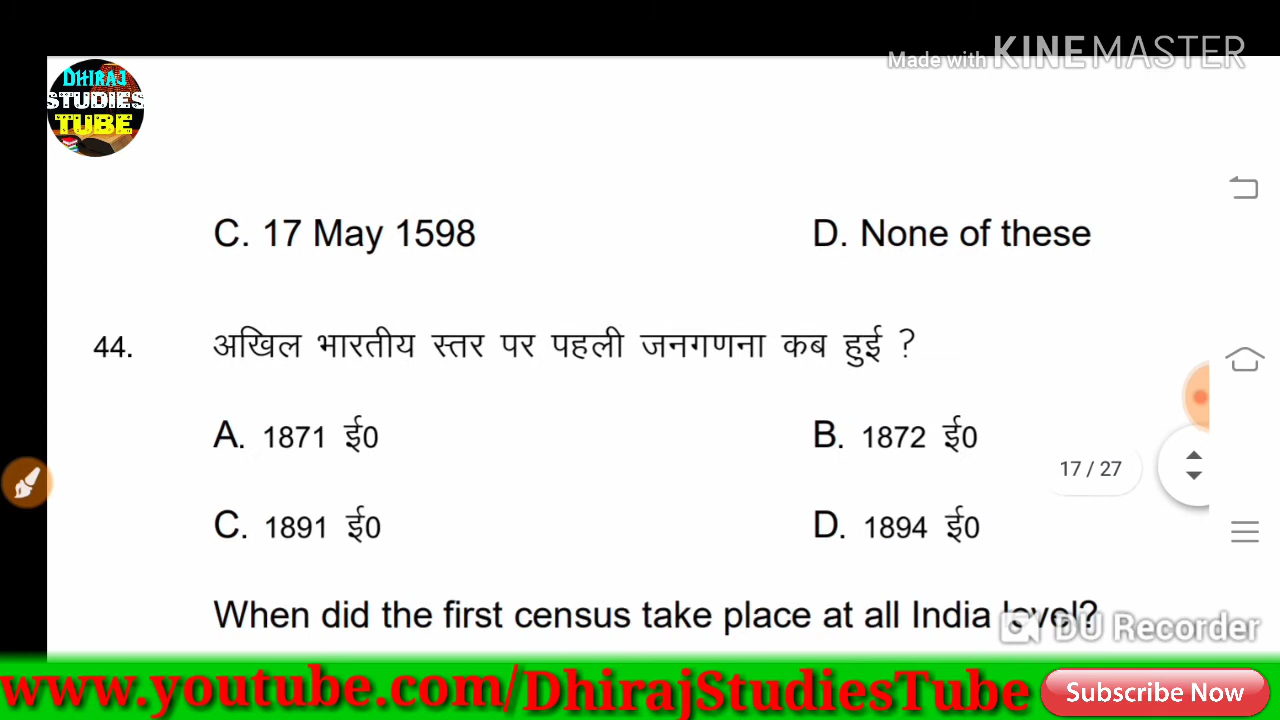 Made with KINEMASTER
DHIRAJ
STUDIES
TUBE
C. 17 May 1598 D. None of these
44. अखिल भारतीय स्तर पर पहली जनगणना कब हुई ?
A. 1871 ई0 B. 1872 ई0
17 / 27
C. 1891 ई0 D. 1894 ई0
When did the first census take place at all India level?
DU Recorder
www.youtube.com/DhirajStudiesTube
Subscribe Now